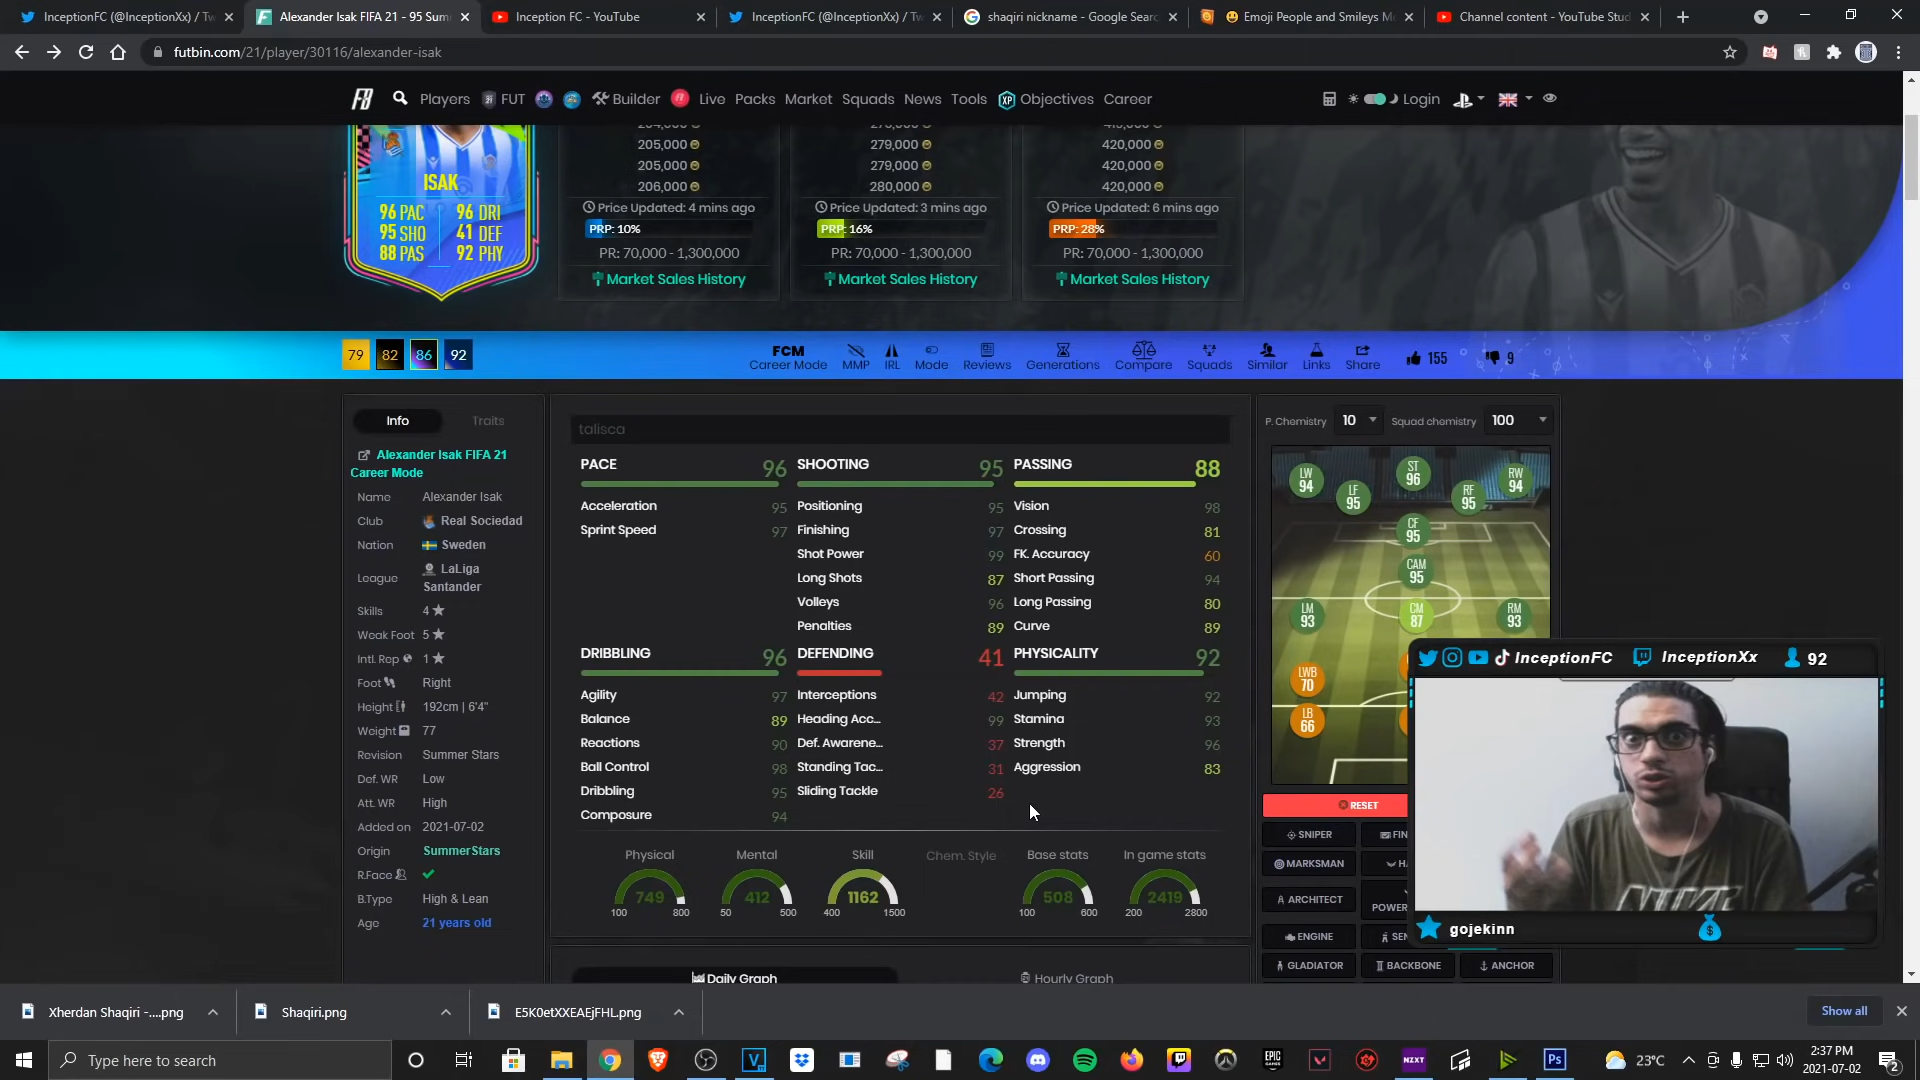 InceptionFC (@InceptionXx) / Tw
Alexander Isak FIFA 21 - 95 Sum
Inception FC - YouTube
InceptionFC (@InceptionXx) / Tw
shaqiri nickname - Google Searc
Emoji People and Smileys M
Channel content - YouTube Stud
futbin.com/21/player/30116/alexander-isak
Players
FUT
Builder
Live
Packs
Market
Squads
News
Tools
XP Objectives
Career
Login
ISAK
96 PAC 96 DRI
95 SHO 41 DEF
88 PAS 92 PHY
205,000
205,000
206,000
Price Updated: 4 mins ago
PRP: 10%
PR: 70,000 - 1,300,000
Market Sales History
279,000
279,000
280,000
Price Updated: 3 mins ago
PRP: 16%
PR: 70,000 - 1,300,000
Market Sales History
420,000
420,000
420,000
Price Updated: 6 mins ago
PRP: 28%
PR: 70,000 - 1,300,000
Market Sales History
79 82 86 92
FCM
Career Mode
MMP
IRL
Mode
Reviews
Generations
Compare
Squads
Similar
Links
Share
155
9
Info Traits
Alexander Isak FIFA 21
Career Mode
Name Alexander Isak
Club Real Sociedad
Nation Sweden
League LaLiga
Santander
Skills 4
Weak Foot 5
Intl. Rep 1
Foot Right
Height 192cm | 6'4"
Weight 77
Revision Summer Stars
Def. WR Low
Att. WR High
Added on 2021-07-02
Origin SummerStars
R.Face
B.Type High & Lean
Age 21 years old
talisca
PACE 96
Acceleration 95
Sprint Speed 97
SHOOTING 95
Positioning 95
Finishing 97
Shot Power 99
Long Shots 87
Volleys 96
Penalties 89
PASSING 88
Vision 98
Crossing 81
FK. Accuracy 60
Short Passing 94
Long Passing 80
Curve 89
DRIBBLING 96
Agility 97
Balance 89
Reactions 90
Ball Control 98
Dribbling 95
Composure 94
DEFENDING 41
Interceptions 42
Heading Acc... 99
Def. Awarene... 37
Standing Tac... 31
Sliding Tackle 26
PHYSICALITY 92
Jumping 92
Stamina 93
Strength 96
Aggression 83
Physical
749
100 800
Mental
412
50 500
Skill
1162
400 1500
Chem. Style
Base stats
508
100 600
In game stats
2419
200 2800
Daily Graph
Hourly Graph
P. Chemistry 10
Squad chemistry 100
LW
94
ST
96
RW
94
LF
95
RF
95
CF
95
CAM
95
LM
93
CM
87
RM
93
LWB
70
LB
66
RESET
SNIPER
FIN
MARKSMAN
ARCHITECT
POWER
ENGINE
GLADIATOR
BACKBONE
ANCHOR
InceptionFC
InceptionXx
92
gojekinn
Xherdan Shaqiri -....png
Shaqiri.png
E5K0etXXEAEjFHL.png
Show all
Type here to search
EPIC
GAMES
NZXT
Ps
23°C
2:37 PM
2021-07-02
2